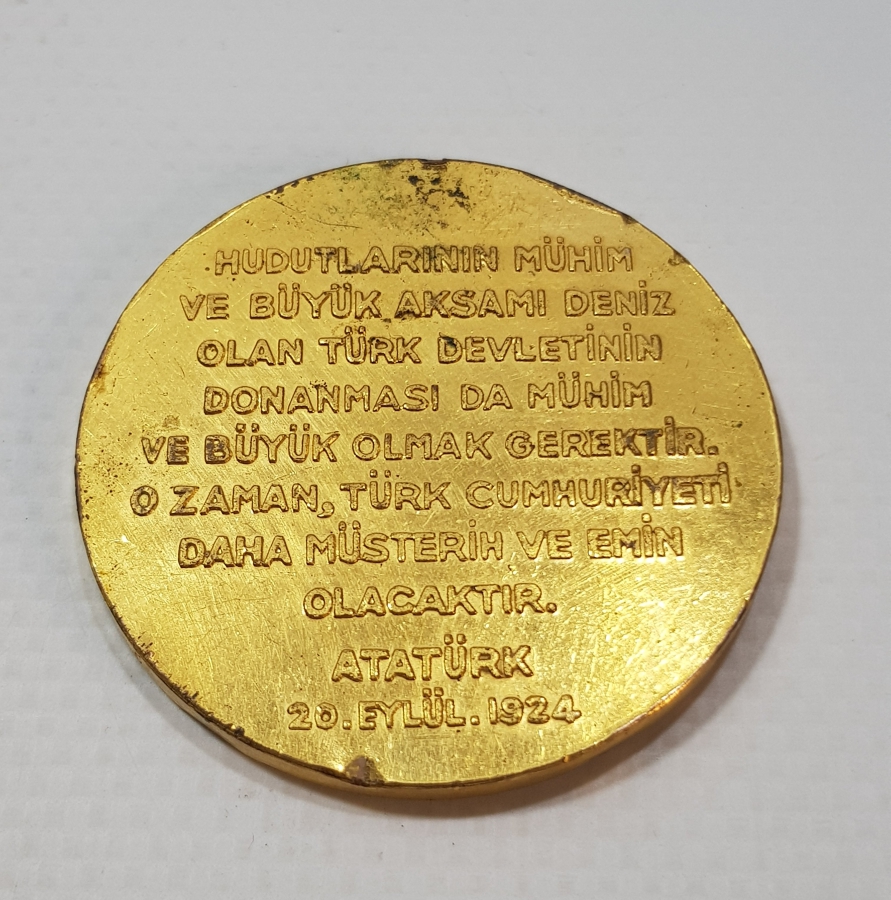 HUDUTLARININ MÜHİM
VE BÜYÜK AKSAMI DENİZ
OLAN TÜRK DEVLETİNİN
DONANMASI DA MÜHİM
VE BÜYÜK OLMAK GEREKTİR.
O ZAMAN, TÜRK CUMHURİYETİ
DAHA MÜSTERİH VE EMİN
OLACAKTIR.
ATATÜRK
20.EYLÜL.1924